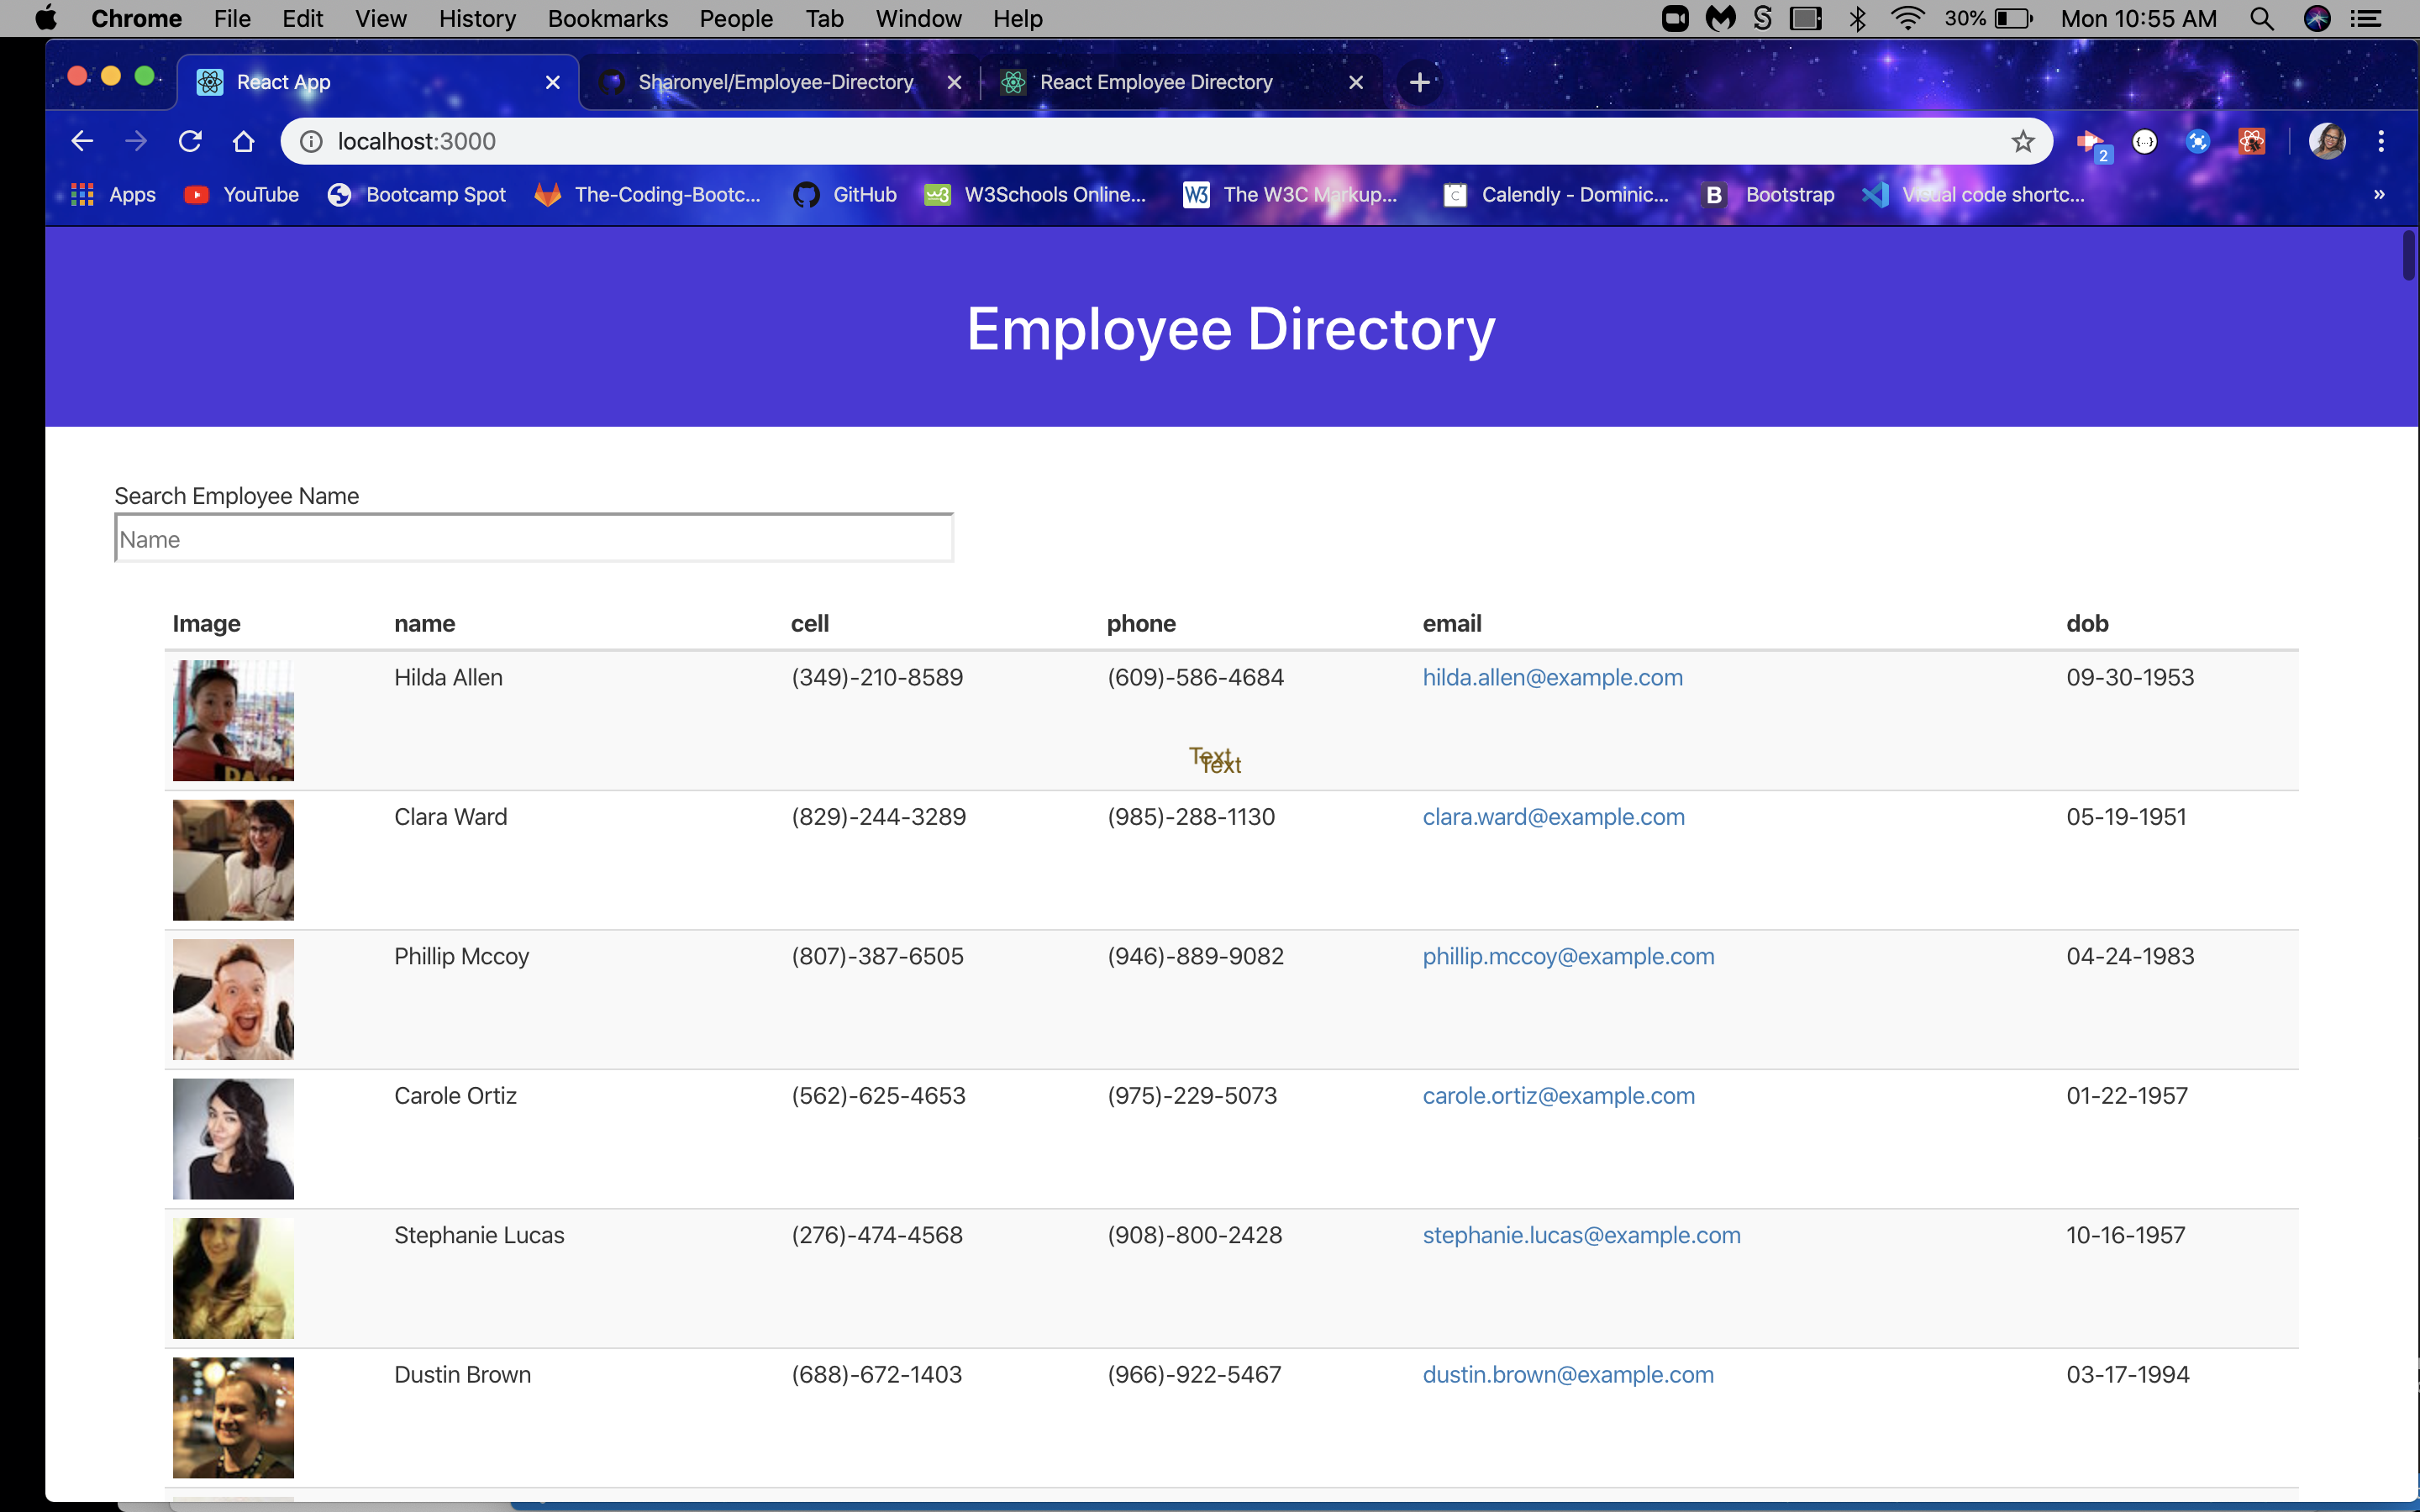 Chrome File Edit View History Bookmarks People Tab Window Help 30% Mon 10:55 AM
React App Sharonyel/Employee-Directory React Employee Directory
localhost:3000 2
Apps YouTube Bootcamp Spot The-Coding-Bootc... GitHub W3Schools Online... The W3C Markup... Calendly - Dominic... Bootstrap Visual code shortc... »
Employee Directory
Search Employee Name
Name
Image name cell phone email dob
Hilda Allen (349)-210-8589 (609)-586-4684 hilda.allen@example.com 09-30-1953
Text
Text
Clara Ward (829)-244-3289 (985)-288-1130 clara.ward@example.com 05-19-1951
Phillip Mccoy (807)-387-6505 (946)-889-9082 phillip.mccoy@example.com 04-24-1983
Carole Ortiz (562)-625-4653 (975)-229-5073 carole.ortiz@example.com 01-22-1957
Stephanie Lucas (276)-474-4568 (908)-800-2428 stephanie.lucas@example.com 10-16-1957
Dustin Brown (688)-672-1403 (966)-922-5467 dustin.brown@example.com 03-17-1994